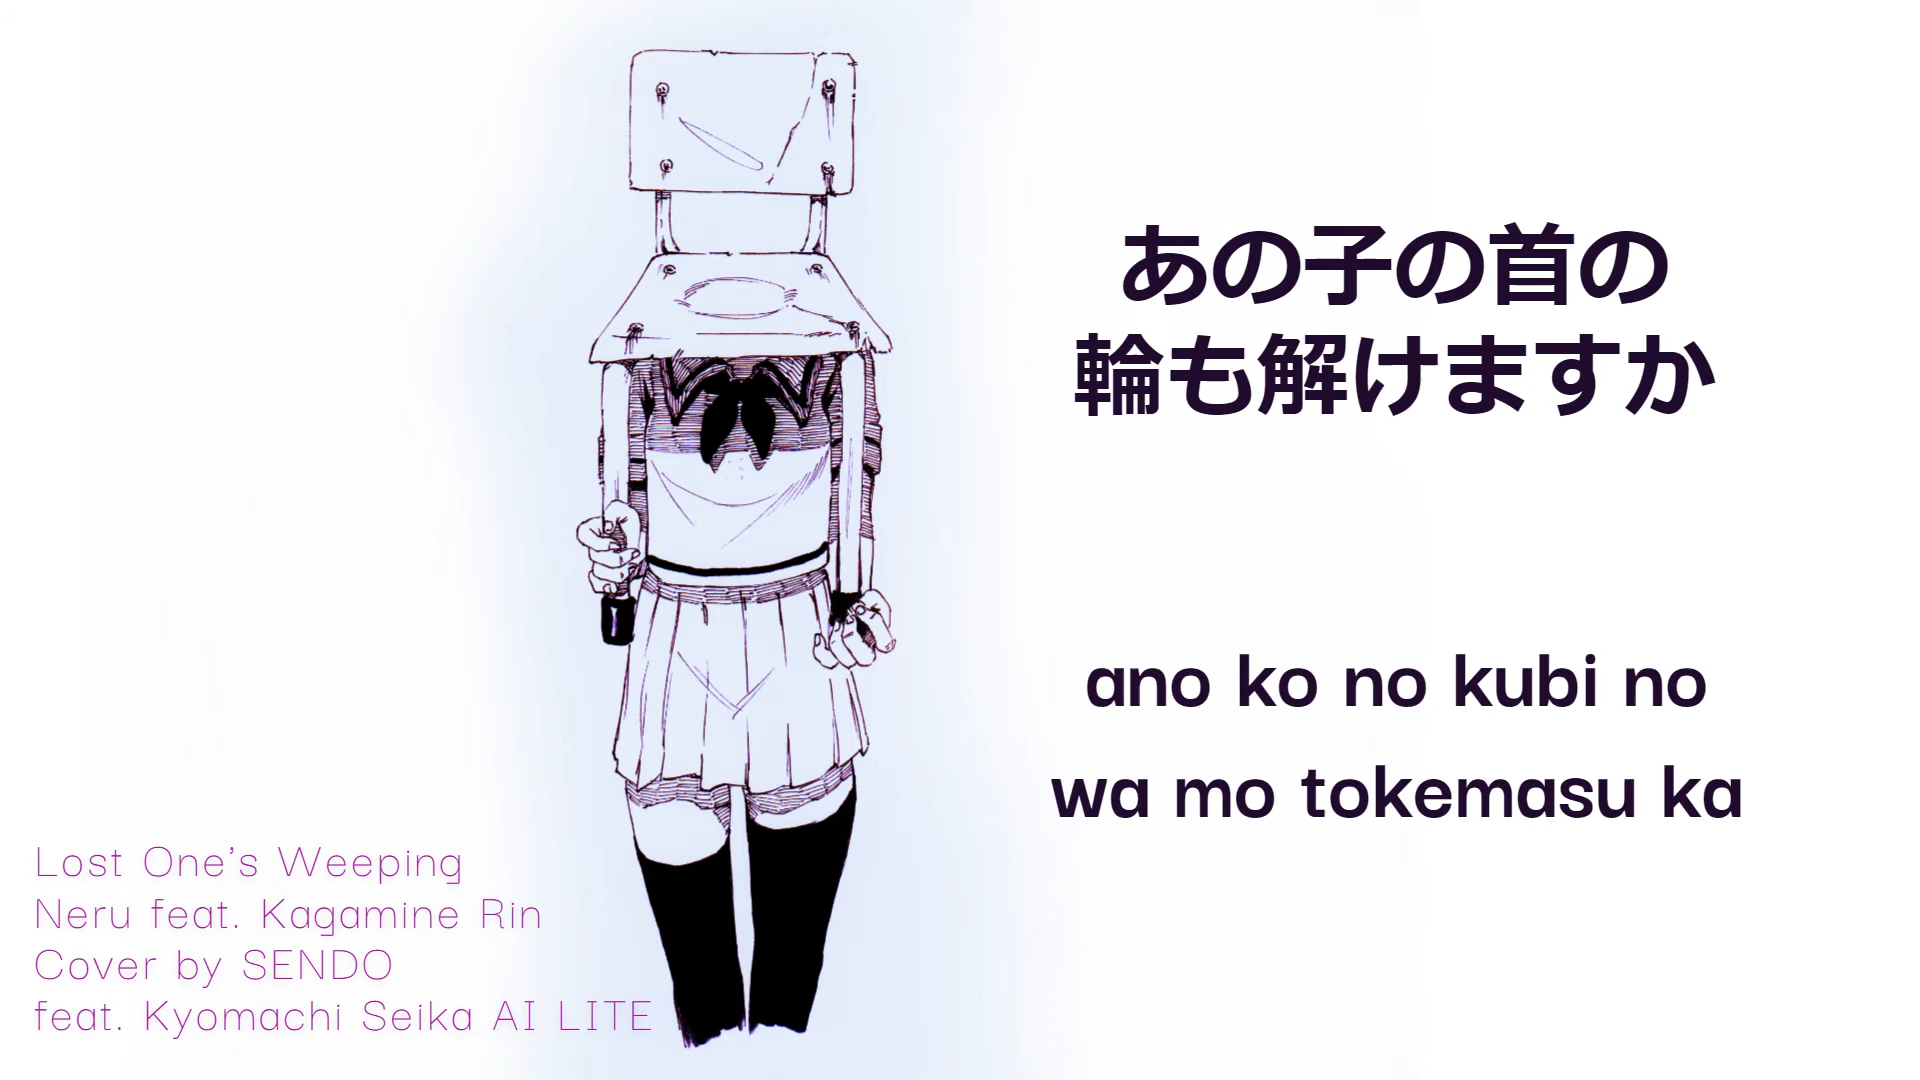 あの子の首の
輪も解けますか
ano ko no kubi no
wa mo tokemasu ka
Lost One's Weeping
Neru feat. Kagamine Rin
Cover by SENDO
feat. Kyomachi Seika AI LITE